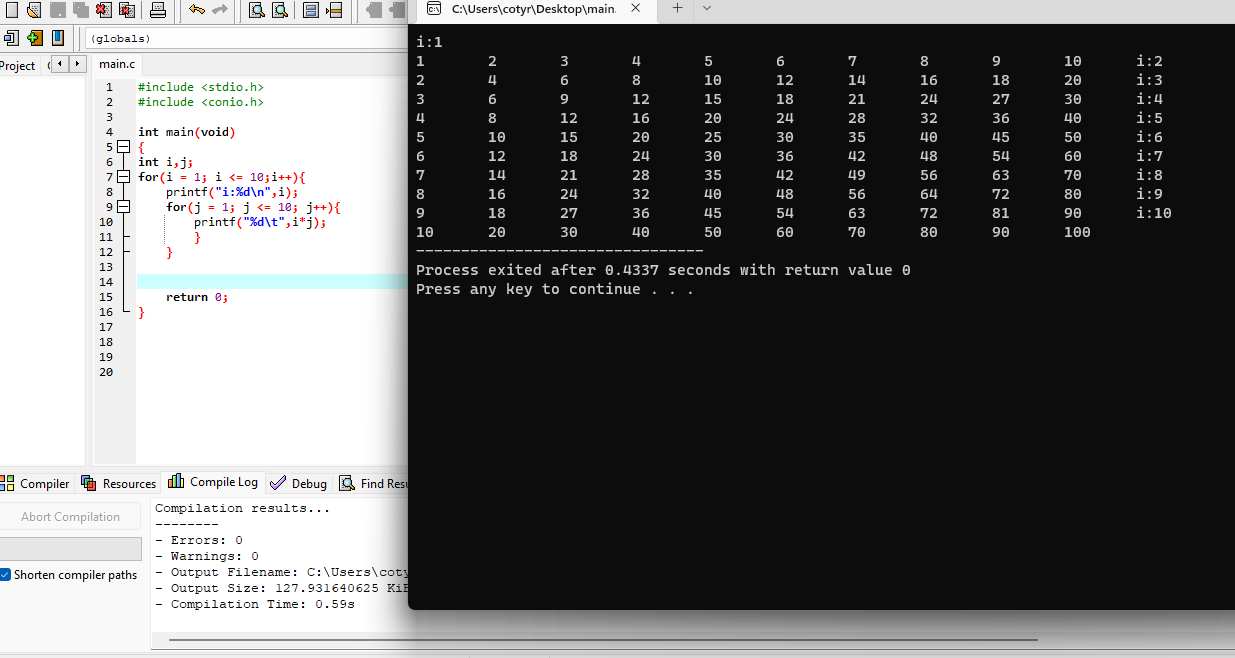 C:\Users\cotyr\Desktop\main.
(globals)
Project
main.c
1 #include <stdio.h>
2 #include <conio.h>
3
4 int main(void)
5 {
6 int i,j;
7 for(i = 1; i <= 10;i++){
8 printf("i:%d\n",i);
9 for(j = 1; j <= 10; j++){
10 printf("%d\t",i*j);
11 }
12 }
13
14
15 return 0;
16 }
17
18
19
20
i:1
1 2 3 4 5 6 7 8 9 10 i:2
2 4 6 8 10 12 14 16 18 20 i:3
3 6 9 12 15 18 21 24 27 30 i:4
4 8 12 16 20 24 28 32 36 40 i:5
5 10 15 20 25 30 35 40 45 50 i:6
6 12 18 24 30 36 42 48 54 60 i:7
7 14 21 28 35 42 49 56 63 70 i:8
8 16 24 32 40 48 56 64 72 80 i:9
9 18 27 36 45 54 63 72 81 90 i:10
10 20 30 40 50 60 70 80 90 100
--------------------------------
Process exited after 0.4337 seconds with return value 0
Press any key to continue . . .
Compiler Resources Compile Log Debug Find Resu
Abort Compilation
Shorten compiler paths
Compilation results...
--------
- Errors: 0
- Warnings: 0
- Output Filename: C:\Users\coty
- Output Size: 127.931640625 KiB
- Compilation Time: 0.59s